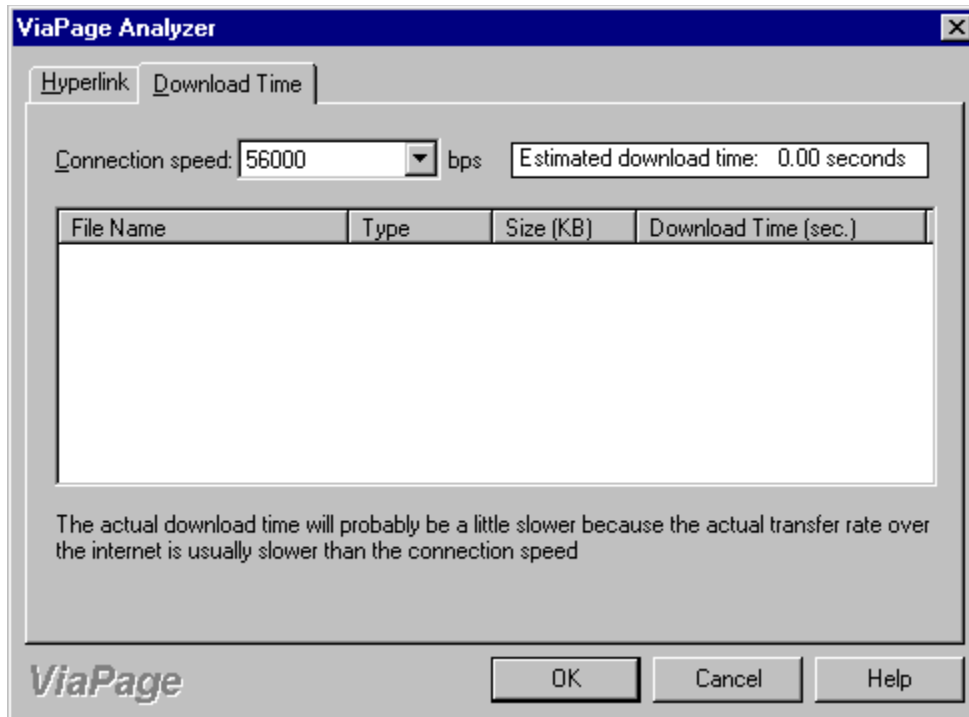 ViaPage Analyzer
Hyperlink Download Time
Connection speed: 56000 bps Estimated download time: 0.00 seconds
File Name Type Size (KB) Download Time (sec.)
The actual download time will probably be a little slower because the actual transfer rate over
the internet is usually slower than the connection speed
ViaPage OK Cancel Help